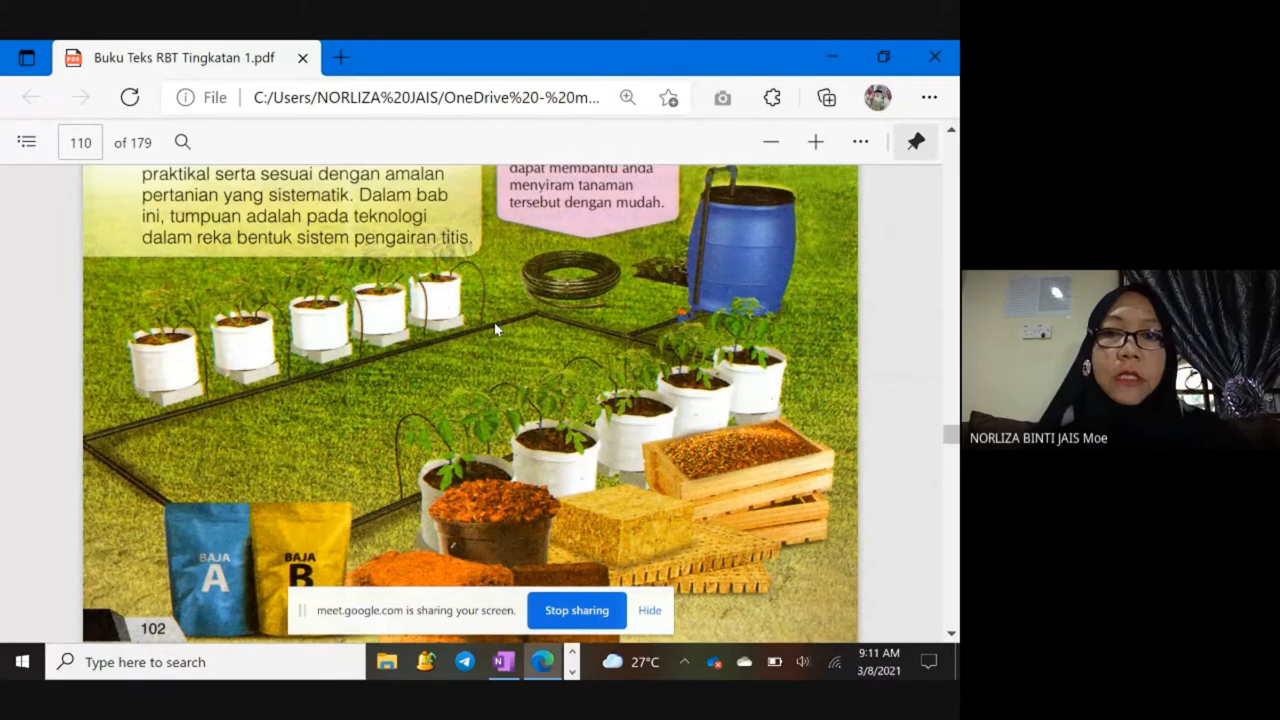 Buku Teks RBT Tingkatan 1.pdf
File
C:/Users/NORLIZA%20JAIS/OneDrive%20-%20m...
110 of 179
praktikal serta sesuai dengan amalan
pertanian yang sistematik. Dalam bab
ini, tumpuan adalah pada teknologi
dalam reka bentuk sistem pengairan titis.
dapat membantu anda
menyiram tanaman
tersebut dengan mudah.
BAJA
A
BAJA
B
102
meet.google.com is sharing your screen.
Stop sharing
Hide
NORLIZA BINTI JAIS Moe
Type here to search
27°C
9:11 AM
3/8/2021